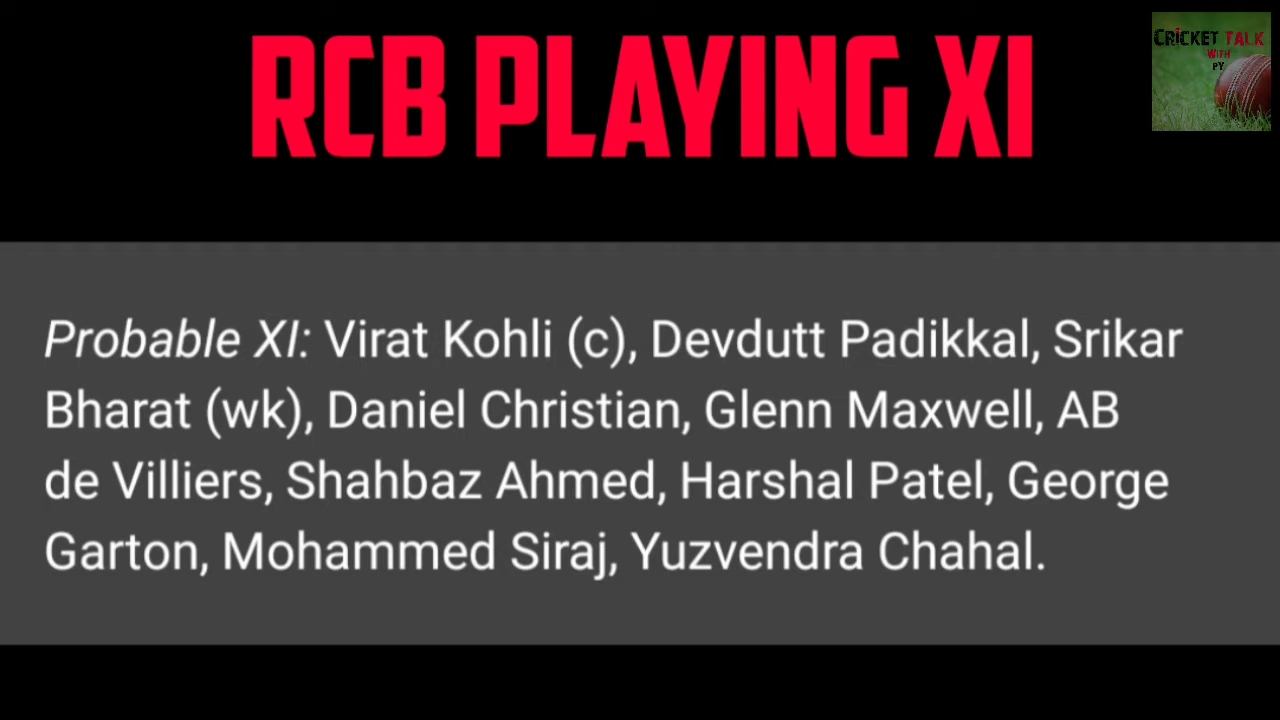 RCB PLAYING XI
CRICKET TALK
WITH
PY
Probable XI: Virat Kohli (c), Devdutt Padikkal, Srikar
Bharat (wk), Daniel Christian, Glenn Maxwell, AB
de Villiers, Shahbaz Ahmed, Harshal Patel, George
Garton, Mohammed Siraj, Yuzvendra Chahal.